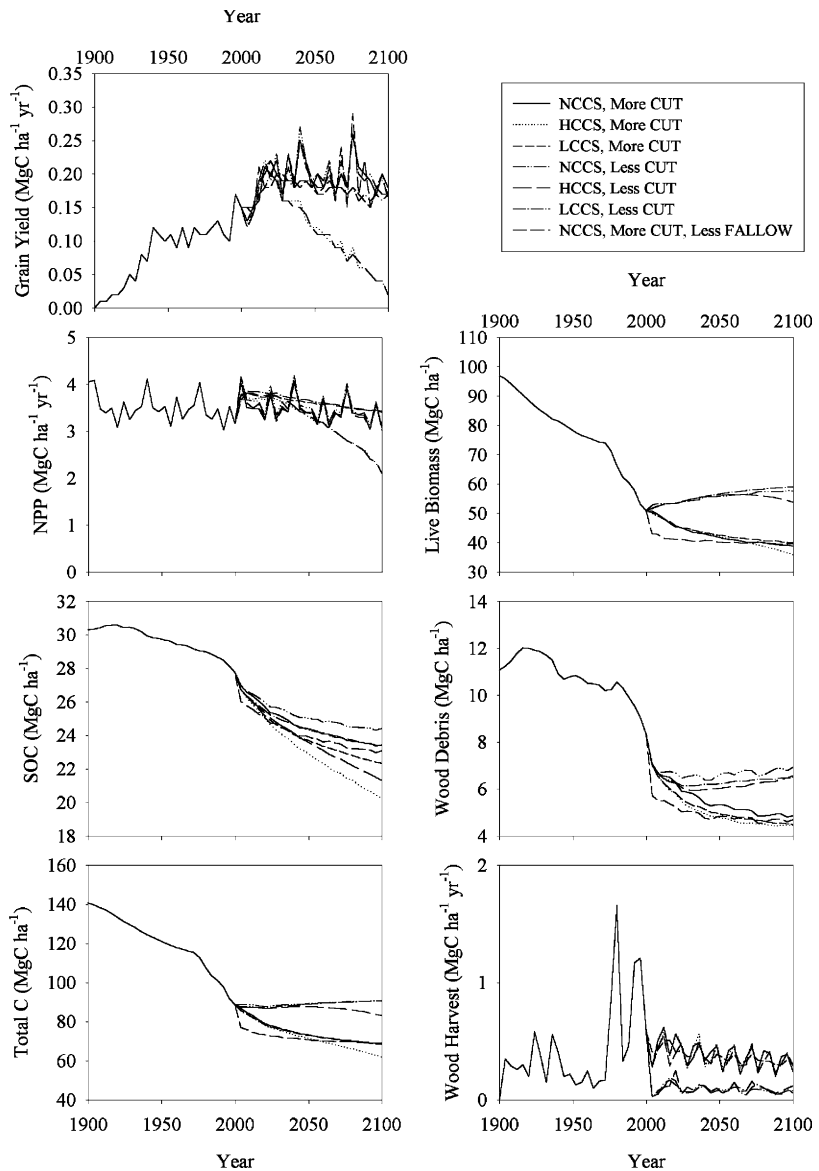 Year
1900 1950 2000 2050 2100
0.35
0.30
0.25
0.20
0.15
0.10
0.05
0.00
Grain Yield (MgC ha-1 yr-1)
NCCS, More CUT
HCCS, More CUT
LCCS, More CUT
NCCS, Less CUT
HCCS, Less CUT
LCCS, Less CUT
NCCS, More CUT, Less FALLOW
5
4
3
2
1
0
NPP (MgC ha-1 yr-1)
Year
1900 1950 2000 2050 2100
110
100
90
80
70
60
50
40
30
Live Biomass (MgC ha-1)
32
30
28
26
24
22
20
18
SOC (MgC ha-1)
14
12
10
8
6
4
Wood Debris (MgC ha-1)
160
140
120
100
80
60
40
Total C (MgC ha-1)
1900 1950 2000 2050 2100
Year
2
1
0
Wood Harvest (MgC ha-1 yr-1)
1900 1950 2000 2050 2100
Year